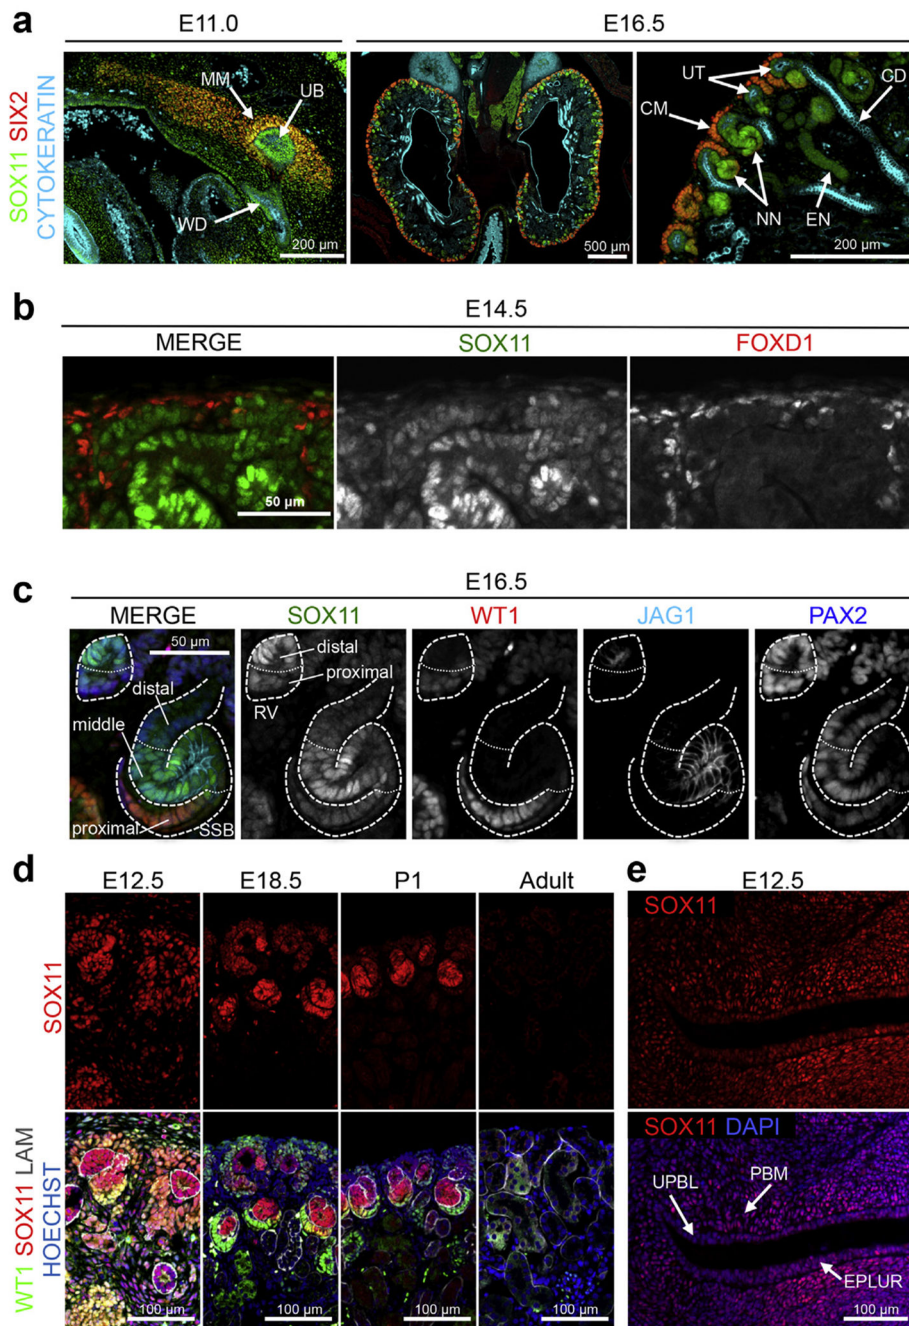 a
E11.0
E16.5
SOX11 SIX2
CYTOKERATIN
MM
UB
WD
200 µm
500 µm
UT
CD
CM
NN
EN
200 µm
b
E14.5
MERGE
SOX11
FOXD1
50 µm
c
E16.5
MERGE
SOX11
WT1
JAG1
PAX2
50 µm
distal
middle
proximal
SSB
distal
proximal
RV
d
E12.5
E18.5
P1
Adult
SOX11
WT1 SOX11 LAM
HOECHST
100 µm
100 µm
100 µm
100 µm
e
E12.5
SOX11
SOX11 DAPI
UPBL
PBM
EPLUR
100 µm